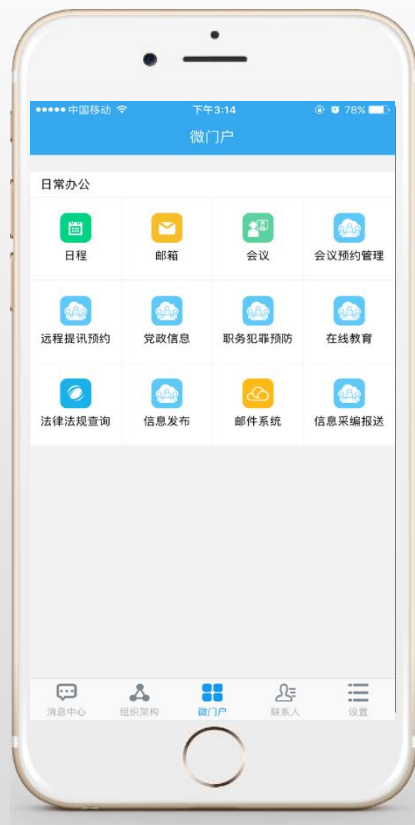 中国移动 下午3:14 78%
微门户
日常办公
日程 邮箱 会议 会议预约管理
远程提讯预约 党政信息 职务犯罪预防 在线教育
法律法规查询 信息发布 邮件系统 信息采编报送
消息中心 组织架构 微门户 联系人 设置